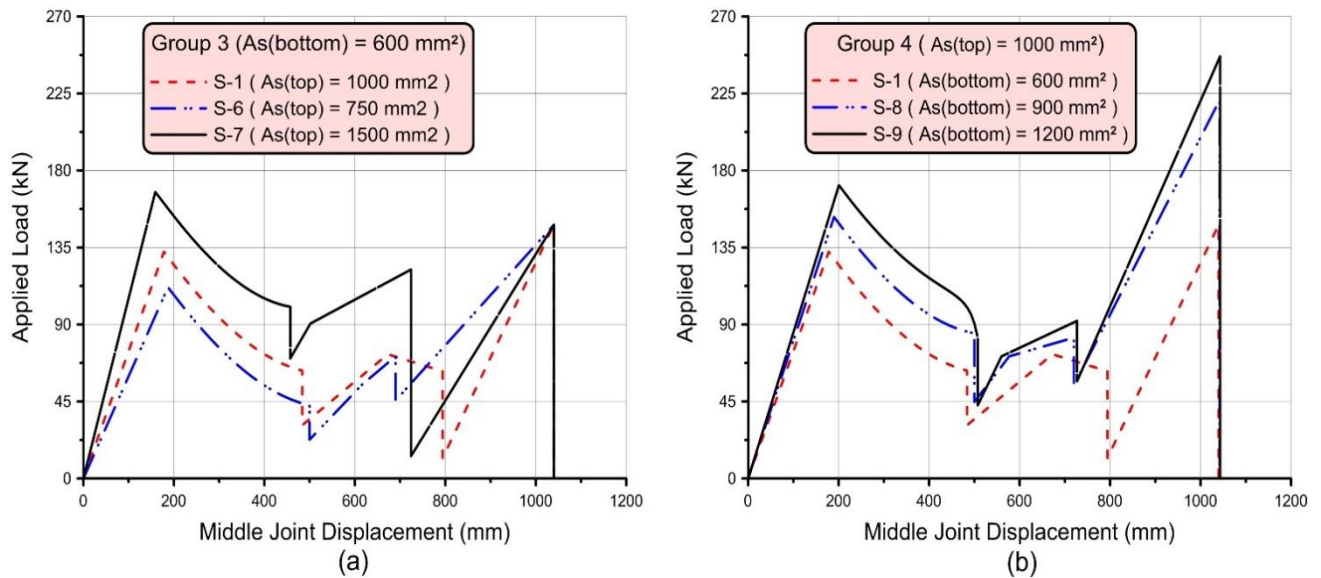 Group 3 (As(bottom) = 600 mm²)
S-1 ( As(top) = 1000 mm2 )
S-6 ( As(top) = 750 mm2 )
S-7 ( As(top) = 1500 mm2 )
270
225
180
135
90
45
0
Applied Load (kN)
0 200 400 600 800 1000 1200
Middle Joint Displacement (mm)
(a)
Group 4 ( As(top) = 1000 mm²)
S-1 ( As(bottom) = 600 mm² )
S-8 ( As(bottom) = 900 mm² )
S-9 ( As(bottom) = 1200 mm² )
270
225
180
135
90
45
0
Applied Load (kN)
0 200 400 600 800 1000 1200
Middle Joint Displacement (mm)
(b)